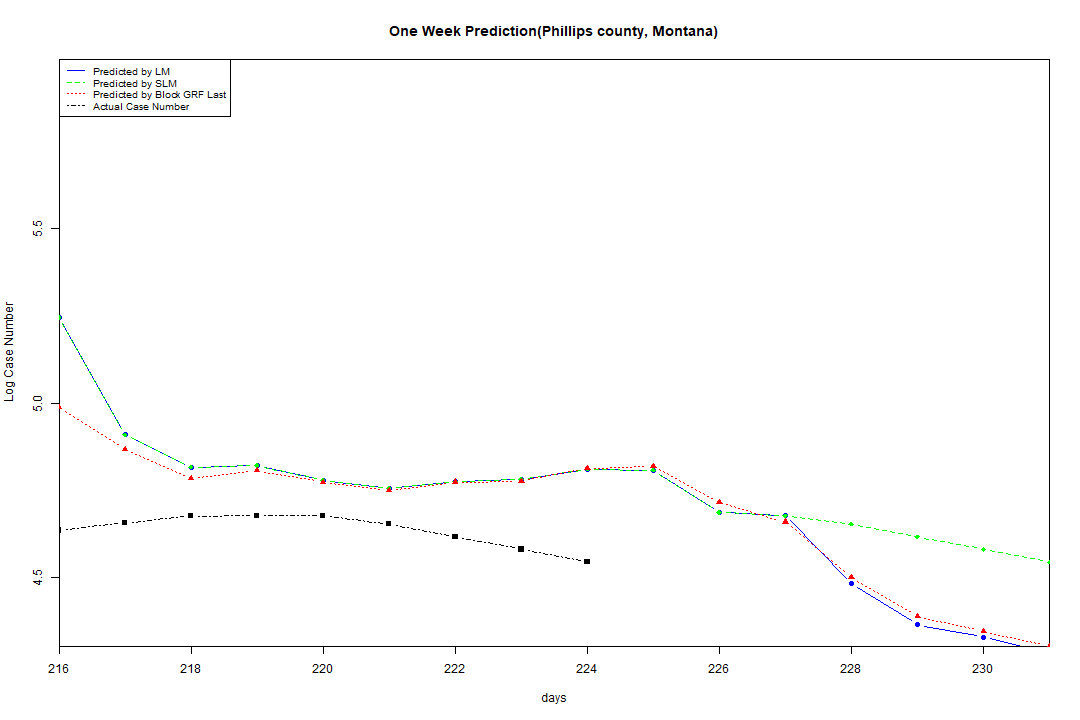 One Week Prediction(Phillips county, Montana)
Predicted by LM
Predicted by SLM
Predicted by Block GRF Last
Actual Case Number
Log Case Number
5.5
5.0
4.5
216 218 220 222 224 226 228 230
days